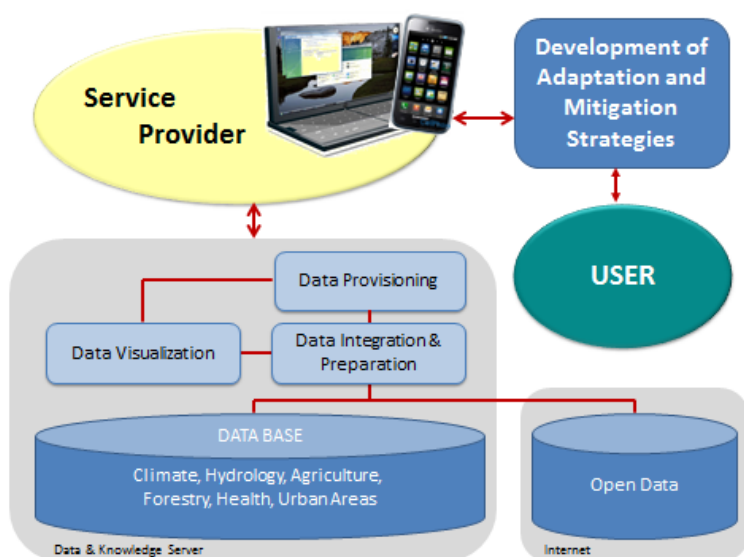 Service
Provider
Development of
Adaptation and
Mitigation
Strategies
USER
Data Provisioning
Data Visualization
Data Integration &
Preparation
DATA BASE
Climate, Hydrology, Agriculture,
Forestry, Health, Urban Areas
Open Data
Data & Knowledge Server
Internet